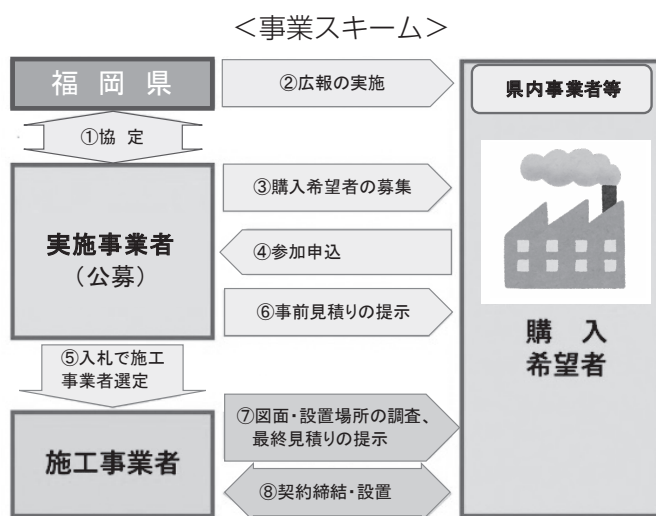 ＜事業スキーム＞
福岡県
②広報の実施
県内事業者等
①協 定
③購入希望者の募集
実施事業者
（公募）
④参加申込
⑥事前見積りの提示
購 入
希望者
⑤入札で施工
事業者選定
⑦図面・設置場所の調査、
最終見積りの提示
施工事業者
⑧契約締結・設置